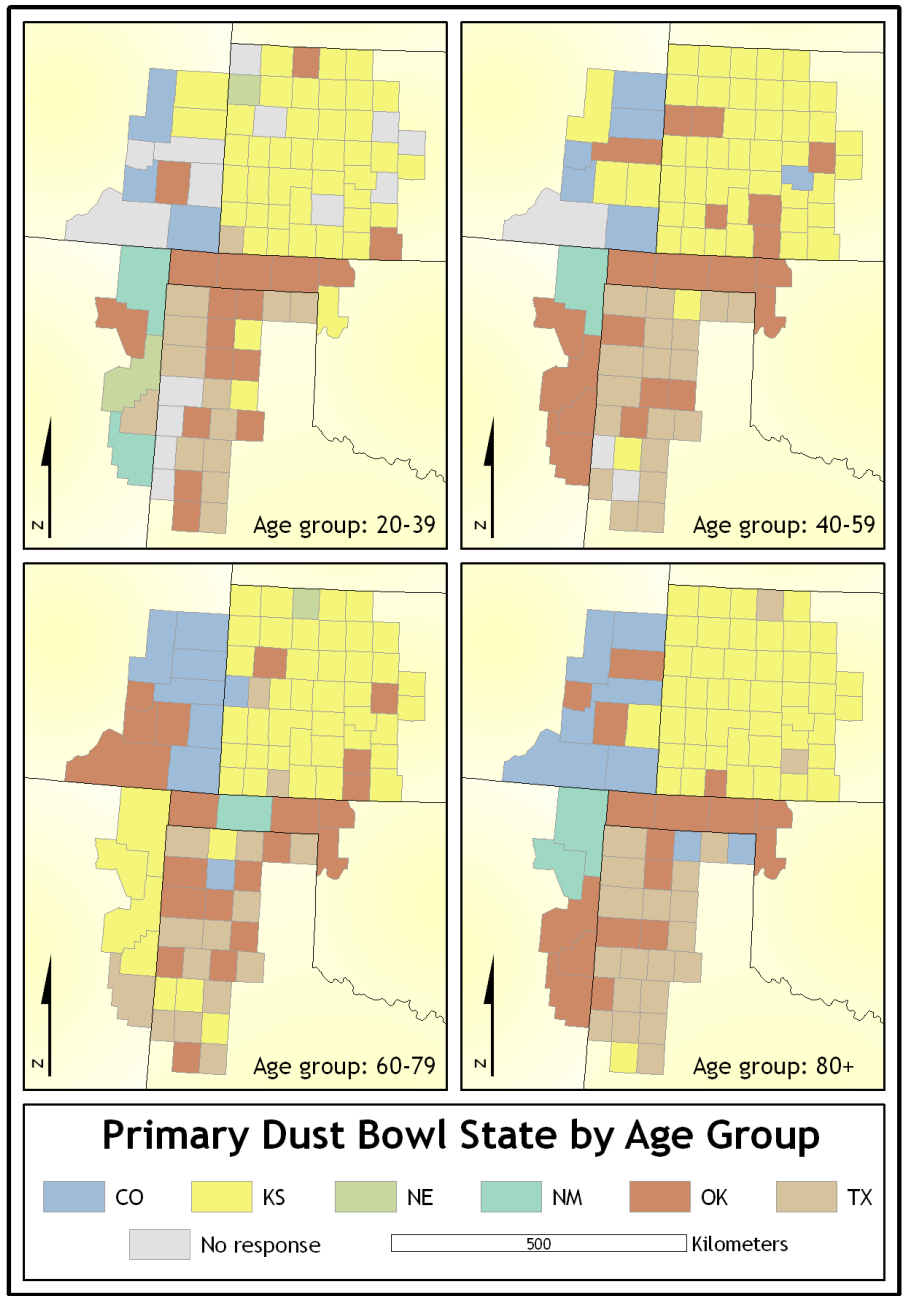 Z
Age group: 20-39
Z
Age group: 40-59
Z
Age group: 60-79
Z
Age group: 80+
Primary Dust Bowl State by Age Group
CO KS NE NM OK TX
No response 500 Kilometers